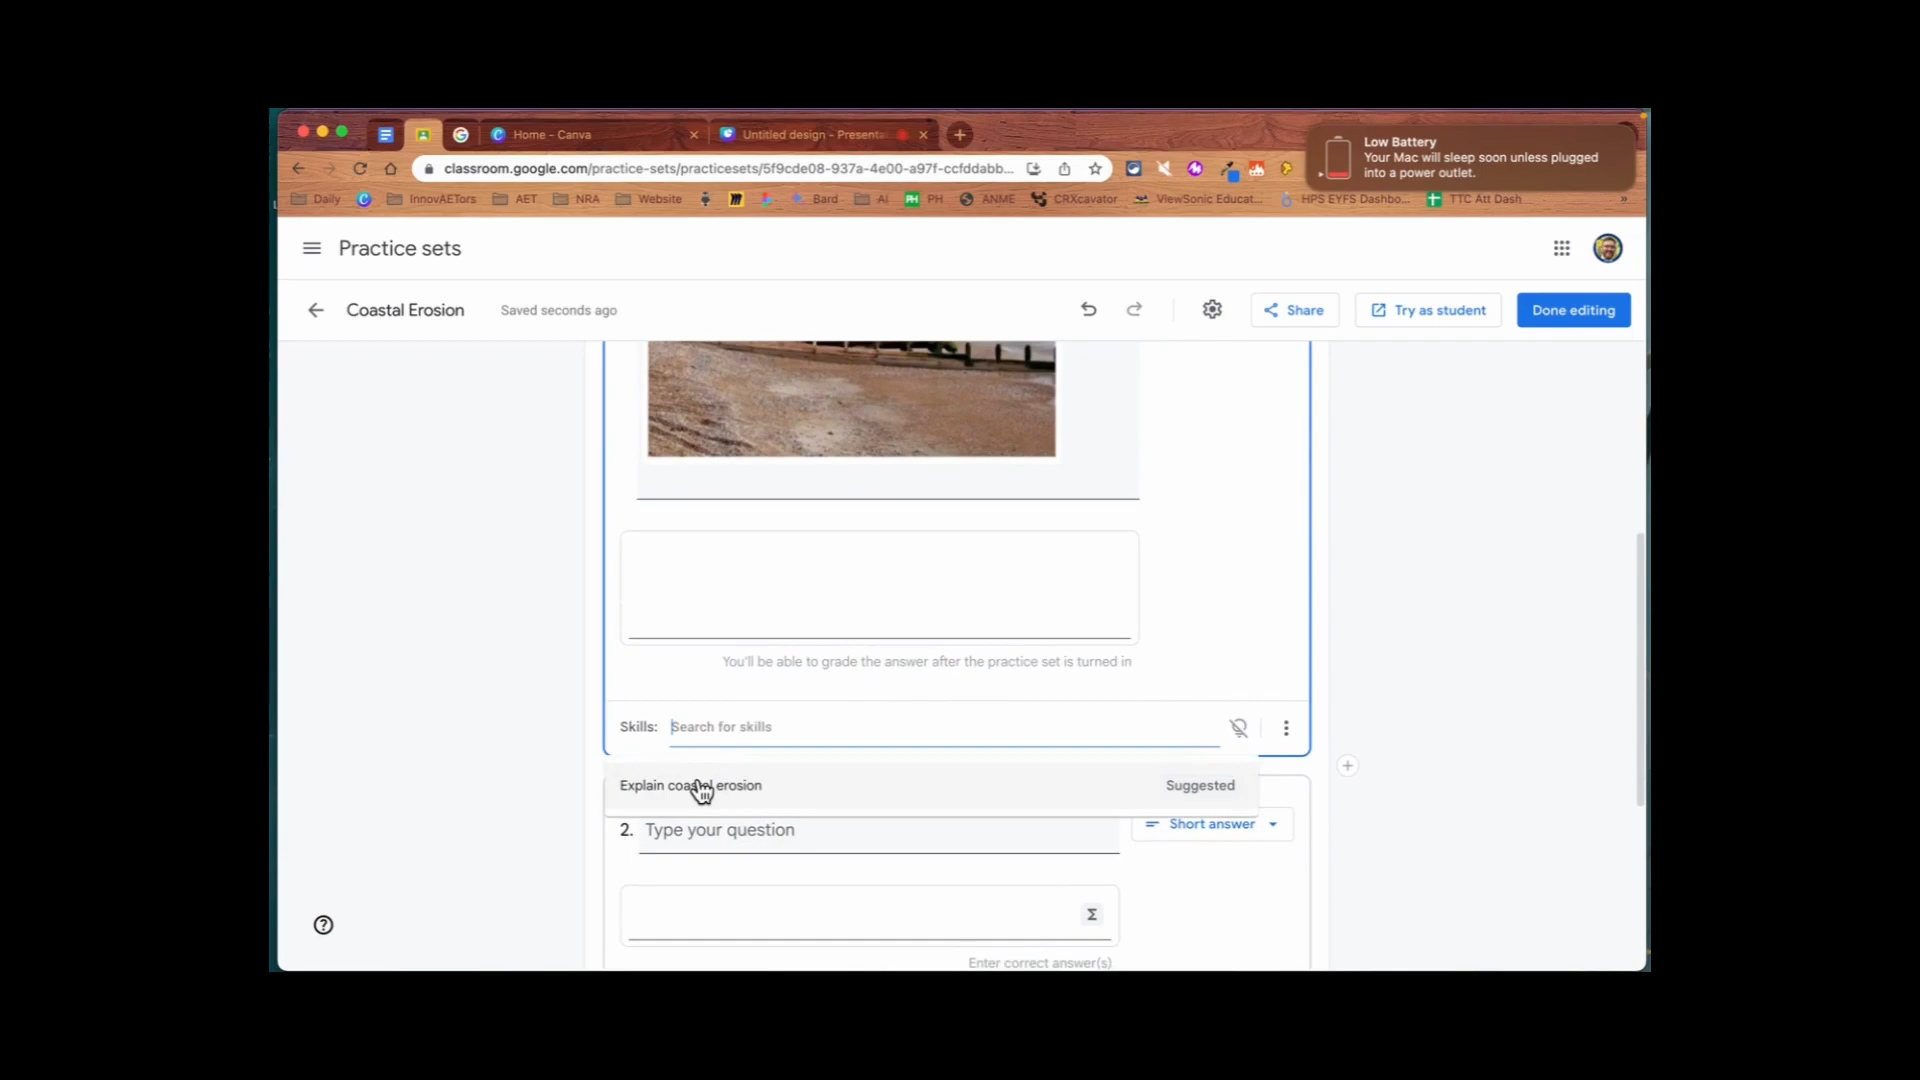 Home - Canva
Untitled design - Presenta
Low Battery
Your Mac will sleep soon unless plugged
into a power outlet.
classroom.google.com/practice-sets/practicesets/5f9cde08-937a-4e00-a97f-ccfddabb...
Daily
InnovAETors
AET
NRA
Website
Bard
AI
PH
PH
ANME
CRXcavator
ViewSonic Educat...
HPS EYFS Dashbo...
TTC Att Dash
»
Practice sets
Coastal Erosion
Saved seconds ago
Share
Try as student
Done editing
You'll be able to grade the answer after the practice set is turned in
Skills: Search for skills
Explain coastal erosion
Suggested
2. Type your question
Short answer
Σ
Enter correct answer(s)